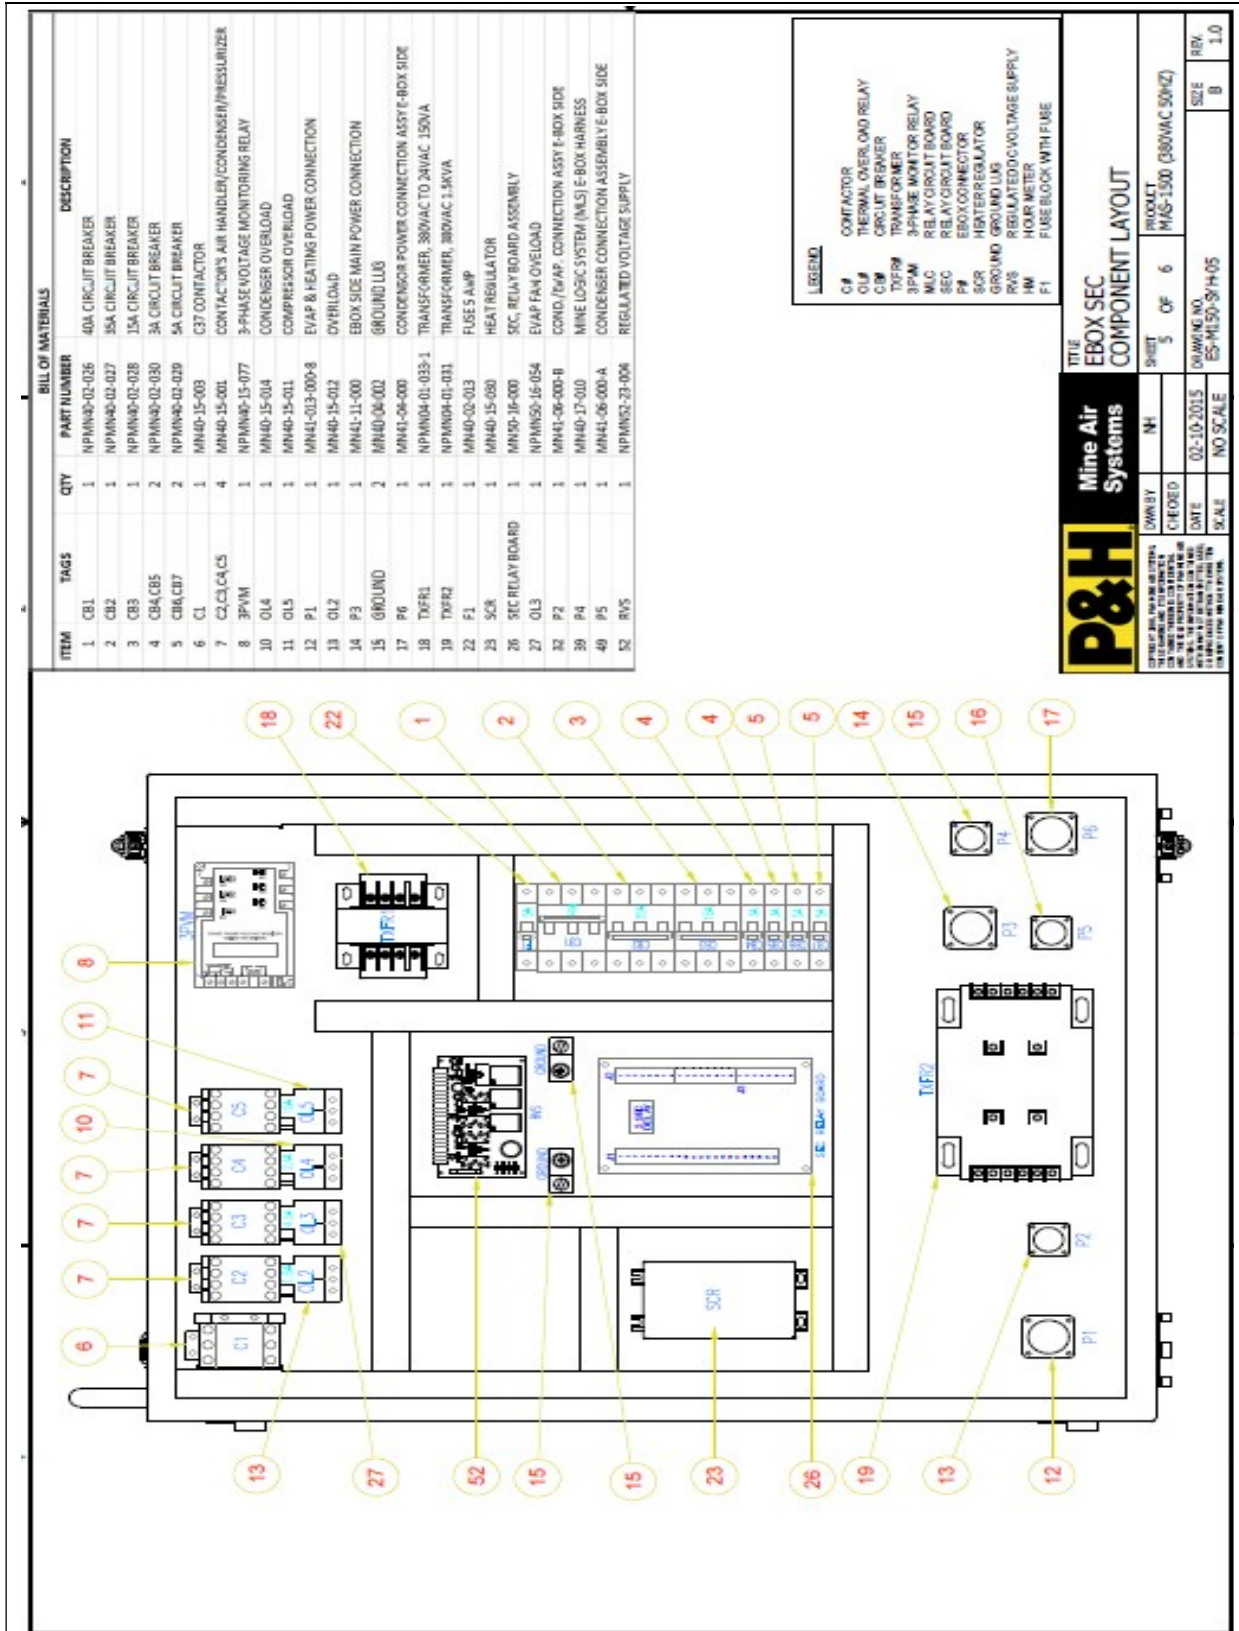 BILL OF MATERIALS
ITEM TAGS QTY PART NUMBER DESCRIPTION
1 CB1 1 NPMN40-02-026 40A CIRCUIT BREAKER
2 CB2 1 NPMN40-02-027 35A CIRCUIT BREAKER
3 CB3 1 NPMN40-02-028 15A CIRCUIT BREAKER
4 CB4,CB5 2 NPMN40-02-030 3A CIRCUIT BREAKER
5 CB6,CB7 2 NPMN40-02-029 5A CIRCUIT BREAKER
6 C1 1 MN40-15-003 C37 CONTACTOR
7 C2,C3,C4,C5 4 MN40-15-001 CONTACTOR'S AIR HANDLER/CONDENSER/PRESSURIZER
8 3PVM 1 NPMN40-15-077 3-PHASE VOLTAGE MONITORING RELAY
10 OL4 1 MN40-15-014 CONDENSER OVERLOAD
11 OL5 1 MN40-15-011 COMPRESSOR OVERLOAD
12 P1 1 MN41-013-000-8 EVAP & HEATING POWER CONNECTION
13 OL2 1 MN40-15-012 OVERLOAD
14 P3 1 MN41-11-000 EBOX SIDE MAIN POWER CONNECTION
15 GROUND 2 MN40-04-002 GROUND LUG
17 P6 1 MN41-04-000 CONDENSOR POWER CONNECTION ASSY E-BOX SIDE
18 TXFR1 1 NPMN04-01-033-1 TRANSFORMER, 380VAC TO 24VAC 150VA
19 TXFR2 1 NPMN04-01-031 TRANSFORMER, 380VAC 1.5KVA
22 F1 1 MN40-02-013 FUSE 5 AMP
23 SCR 1 MN40-15-030 HEAT REGULATOR
26 SEC RELAY BOARD 1 MN50-16-000 SEC, RELAY BOARD ASSEMBLY
27 OL3 1 NPMN50-16-054 EVAP FAN OVELOAD
32 P2 1 MN41-06-000-B COND./EVAP. CONNECTION ASSY E-BOX SIDE
39 P4 1 MN40-17-010 MINE LOGIC SYSTEM (MLS) E-BOX HARNESS
49 P5 1 MN41-06-000-A CONDENSER CONNECTION ASSEMBLY E-BOX SIDE
52 RVS 1 NPMN52-23-004 REGULATED VOLTAGE SUPPLY
LEGEND
C# CONTACTOR
OL# THERMAL OVERLOAD RELAY
CB# CIRCUIT BREAKER
TXFR# TRANSFORMER
3PVM 3-PHASE MONITOR RELAY
MLC RELAY CIRCUIT BOARD
SEC RELAY CIRCUIT BOARD
P# EBOX CONNECTOR
SCR HEATER REGULATOR
GROUND GROUND LUG
RVS REGULATED DC VOLTAGE SUPPLY
HM HOUR METER
F1 FUSE BLOCK WITH FUSE
P&H Mine Air Systems
TITLE
EBOX SEC
COMPONENT LAYOUT
DWN BY NH
CHECKED
DATE 02-10-2015
SCALE NO SCALE
SHEET 5 OF 6
PRODUCT
MAS-1500 (380VAC 50HZ)
DRAWING NO.
ES-M150-9/H-05
SIZE B
REV. 1.0
6 7 7 7 10 7 11 8
C1 C2 C3 C4 C5
OL2 OL3 OL4 OL5
3PVM
TXFR1
RVS
GROUND GROUND
SEC RELAY BOARD
J1 J2 J3
SCR
TXFR2
P1 P2 P3 P4 P5 P6
18
22
1
2
3
4
4
5
5
14
15
16
17
13
27
52
15
15
23
26
19
13
12